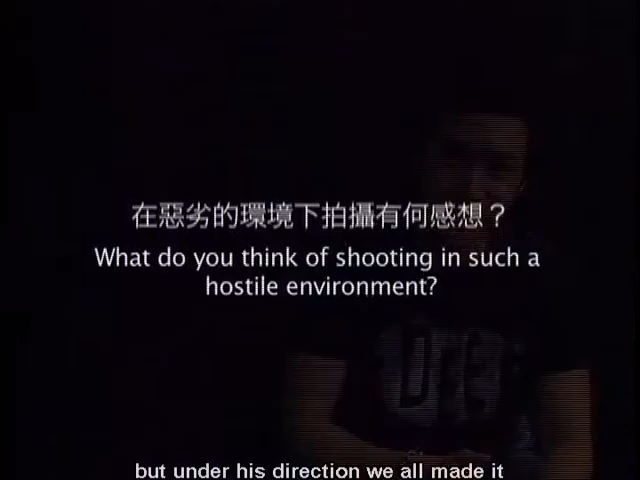 在惡劣的環境下拍攝有何感想？
What do you think of shooting in such a
hostile environment?
but under his direction we all made it